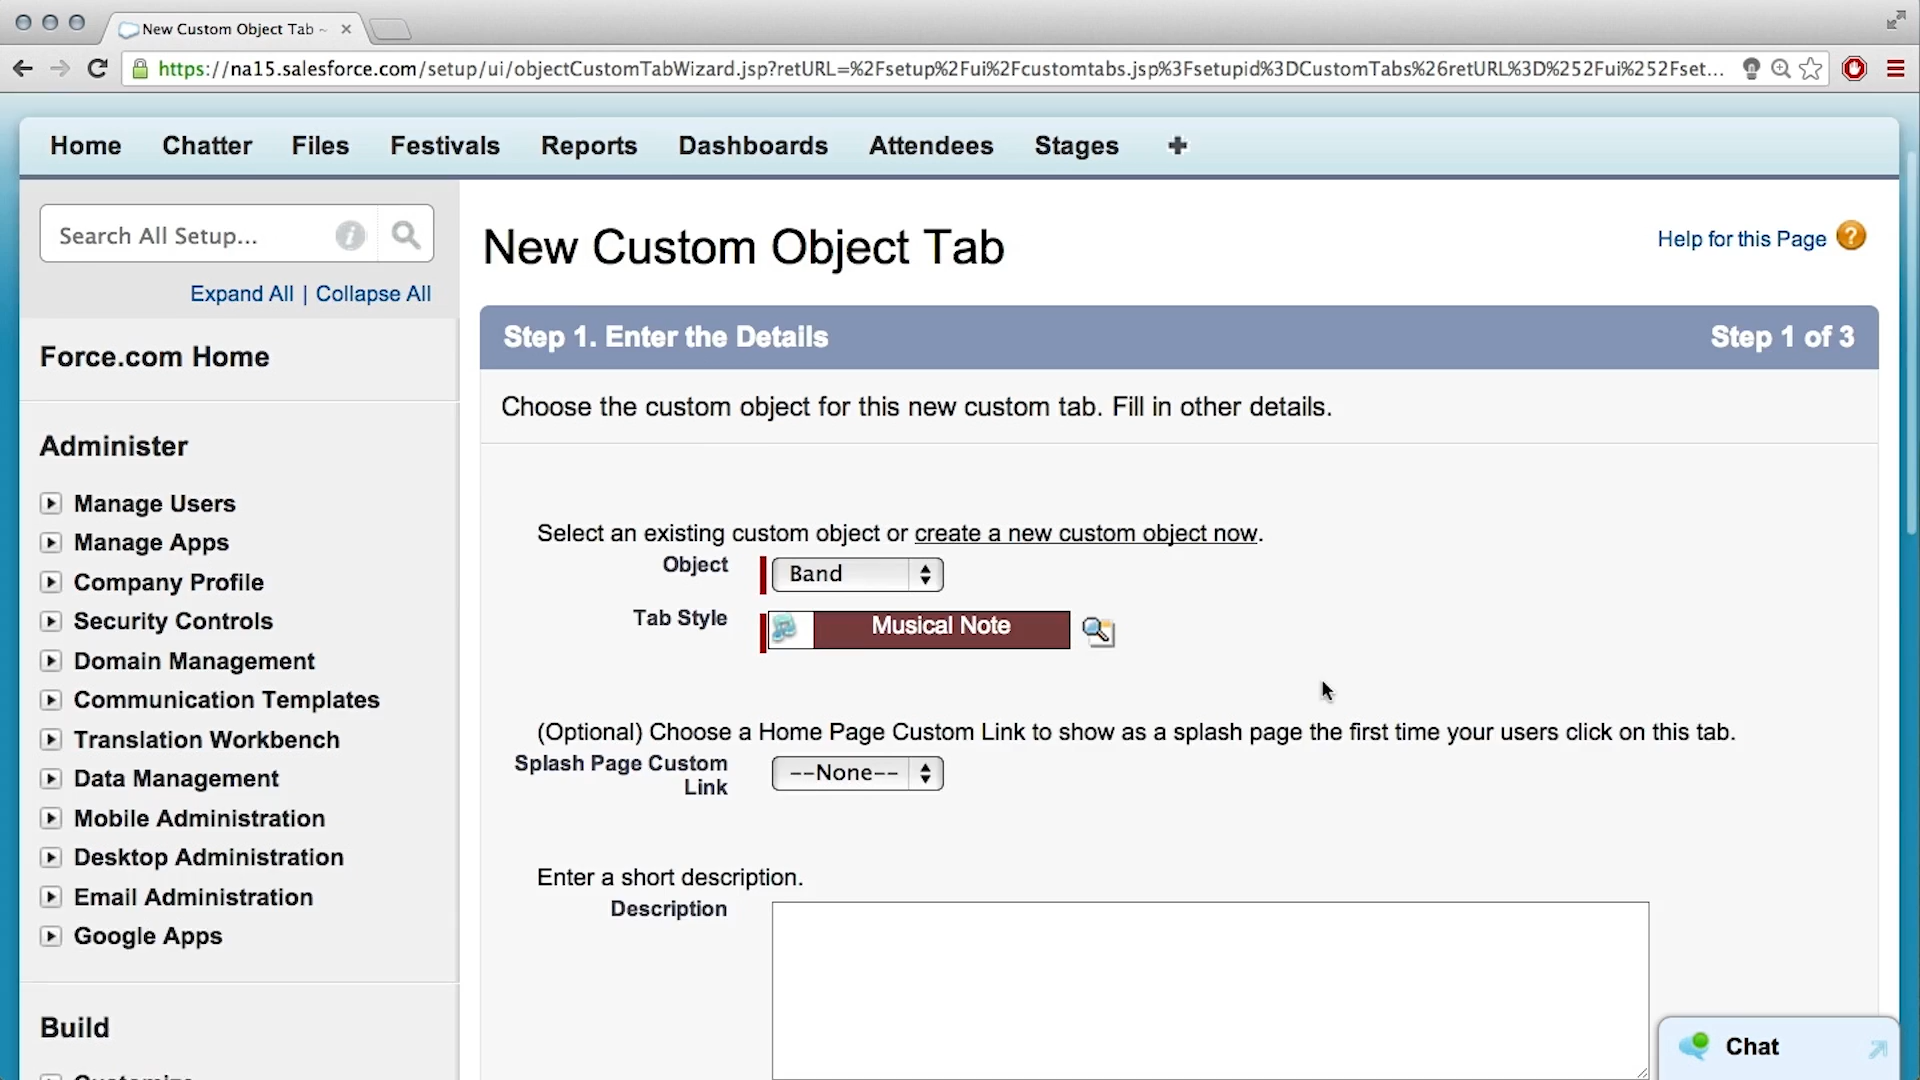 New Custom Object Tab ~
https://na15.salesforce.com/setup/ui/objectCustomTabWizard.jsp?retURL=%2Fsetup%2Fui%2Fcustomtabs.jsp%3Fsetupid%3DCustomTabs%26retURL%3D%252Fui%252Fset...
Home Chatter Files Festivals Reports Dashboards Attendees Stages +
Search All Setup...
Expand All | Collapse All
Force.com Home
Administer
Manage Users
Manage Apps
Company Profile
Security Controls
Domain Management
Communication Templates
Translation Workbench
Data Management
Mobile Administration
Desktop Administration
Email Administration
Google Apps
Build
New Custom Object Tab
Help for this Page ?
Step 1. Enter the Details Step 1 of 3
Choose the custom object for this new custom tab. Fill in other details.
Select an existing custom object or create a new custom object now.
Object Band
Tab Style Musical Note
(Optional) Choose a Home Page Custom Link to show as a splash page the first time your users click on this tab.
Splash Page Custom
Link --None--
Enter a short description.
Description
Chat